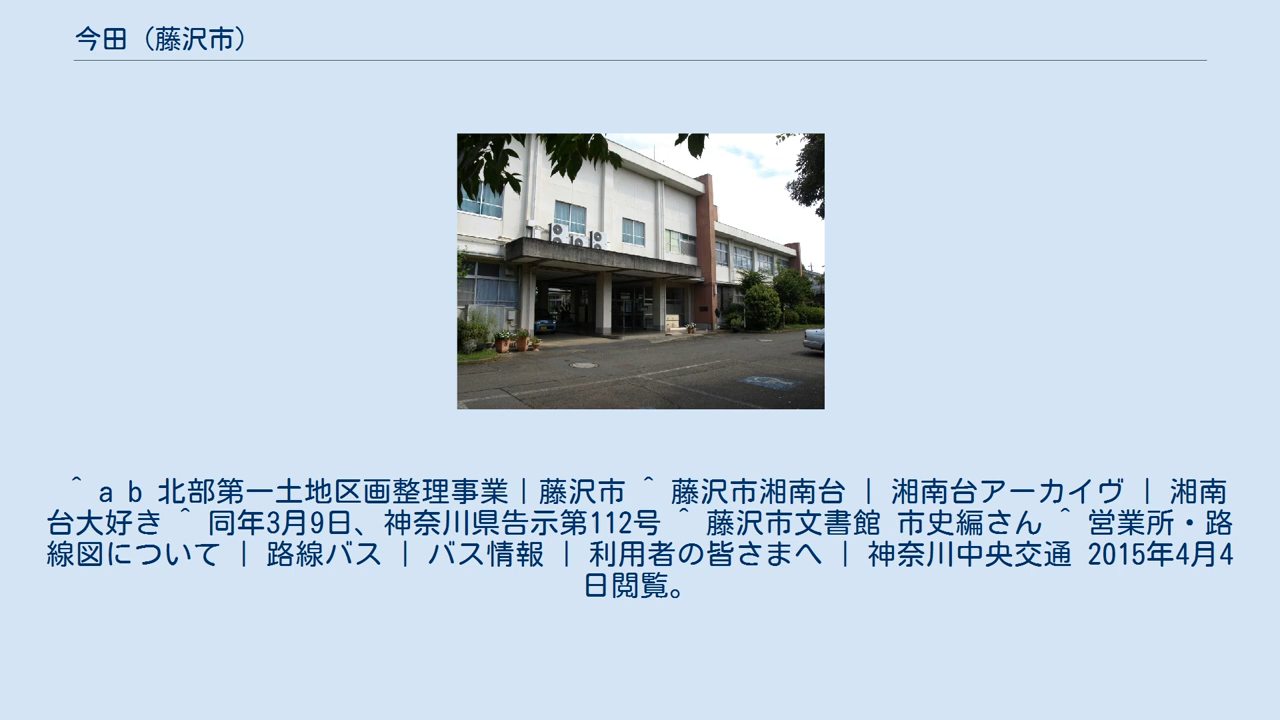 今田（藤沢市）
＾ a b 北部第一土地区画整理事業｜藤沢市 ＾ 藤沢市湘南台 | 湘南台アーカイヴ | 湘南
台大好き ＾ 同年3月9日、神奈川県告示第112号 ＾ 藤沢市文書館 市史編さん ＾ 営業所・路
線図について | 路線バス | バス情報 | 利用者の皆さまへ | 神奈川中央交通 2015年4月4
日閲覧。